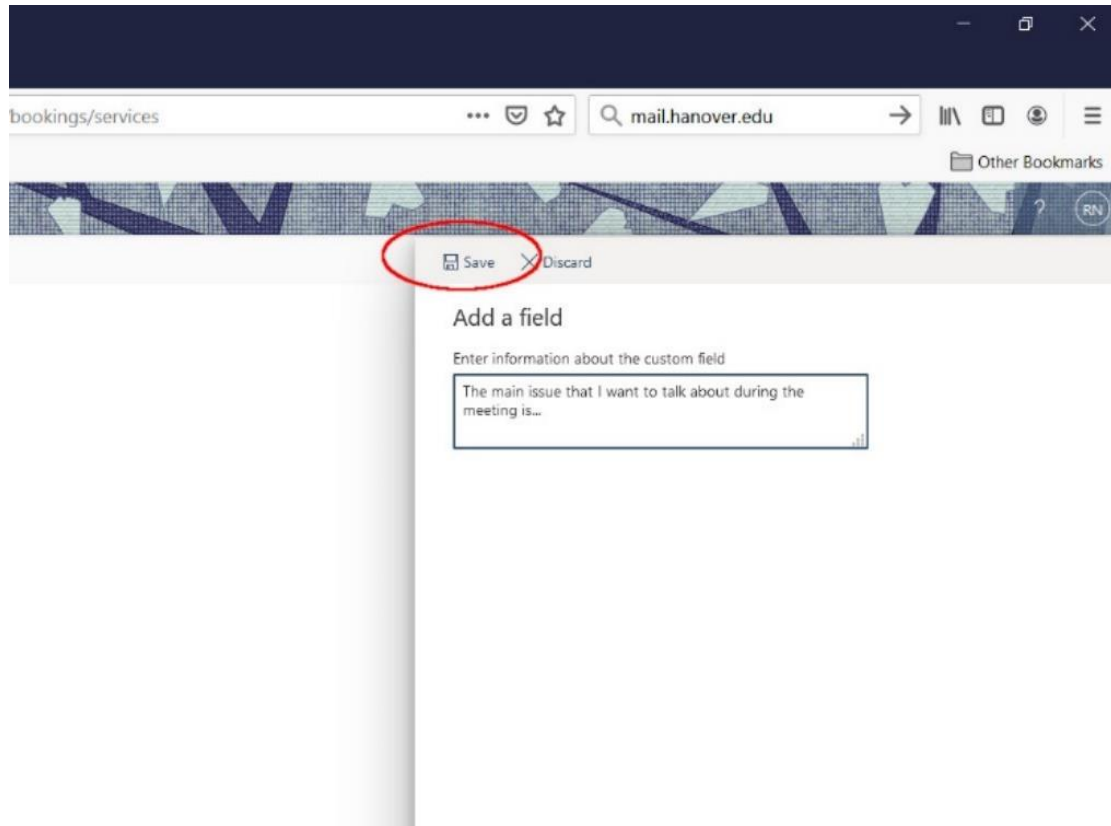 /bookings/services
mail.hanover.edu
Other Bookmarks
? RN
Save Discard
Add a field
Enter information about the custom field
The main issue that I want to talk about during the
meeting is...